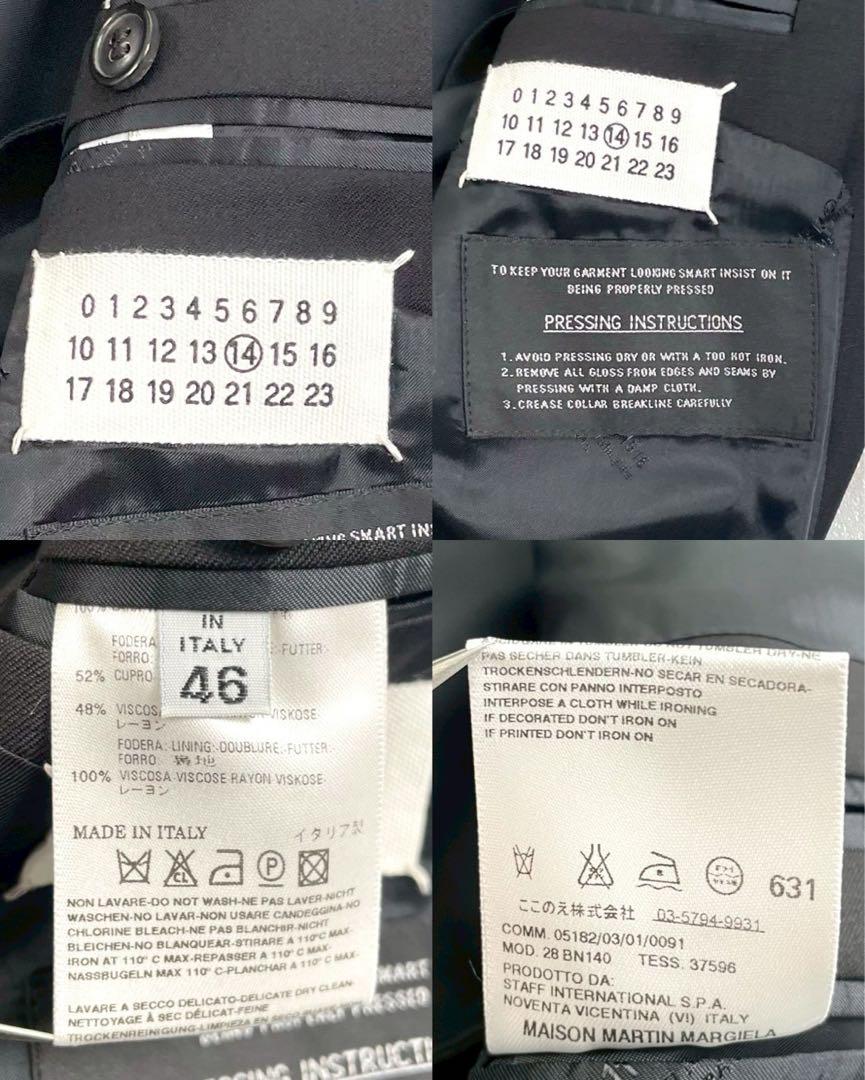 0 1 2 3 4 5 6 7 8 9
10 11 12 13 14 15 16
17 18 19 20 21 22 23
SMART INS
0 1 2 3 4 5 6 7 8 9
10 11 12 13 14 15 16
17 18 19 20 21 22 23
TO KEEP YOUR GARMENT LOOKING SMART INSIST ON IT
BEING PROPERLY PRESSED
PRESSING INSTRUCTIONS
1. AVOID PRESSING DRY OR WITH A TOO HOT IRON.
2. REMOVE ALL GLOSS FROM EDGES AND SEAMS BY
PRESSING WITH A DAMP CLOTH.
3. CREASE COLLAR BREAKLINE CAREFULLY
IN
ITALY
46
100%
FODERA
-FUTTER-
FORRO:
52% CUPRO
48% VISCOS
N-VISKOSE-
レーヨン
FODERA: LINING:-DOUBLURE:-FUTTER:-
FORRO:
100% VISCOSA-VISCOSE-RAYON-VISKOSE-
レーヨン
MADE IN ITALY イタリア製
CL P
NON LAVARE-DO NOT WASH-NE PAS LAVER-NICHT
WASCHEN-NO LAVAR-NON USARE CANDEGGINA-NO
CHLORINE BLEACH-NE PAS BLANCHIR-NICHT
BLEICHEN-NO BLANQUEAR-STIRARE A 110°C MAX-
IRON AT 110° C MAX-REPASSER A 110° C MAX-
NASSBUGELN MAX 110° C-PLANCHAR A 110° C MAX-
LAVARE A SECCO DELICATO-DELICATE DRY CLEAN-
NETTOYAGE À SEC DÉLICAT-FEINE
TROCKENREINIGUNG-LIMPIEZA EN SECO
SMART
PRESSED
PRESSING INSTRUCTI
TUMBLER DRY-NE
PAS SECHER DANS TUMBLER-KEIN
TROCKENSCHLENDERN-NO SECAR EN SECADORA-
STIRARE CON PANNO INTERPOSTO
INTERPOSE A CLOTH WHILE IRONING
IF DECORATED DON'T IRON ON
IF PRINTED DON'T IRON ON
631
ここのえ株式会社 03-5794-9931
COMM. 05182/03/01/0091
MOD. 28 BN140 TESS. 37596
PRODOTTO DA:
STAFF INTERNATIONAL S.P.A.
NOVENTA VICENTINA (VI) ITALY
MAISON MARTIN MARGIELA